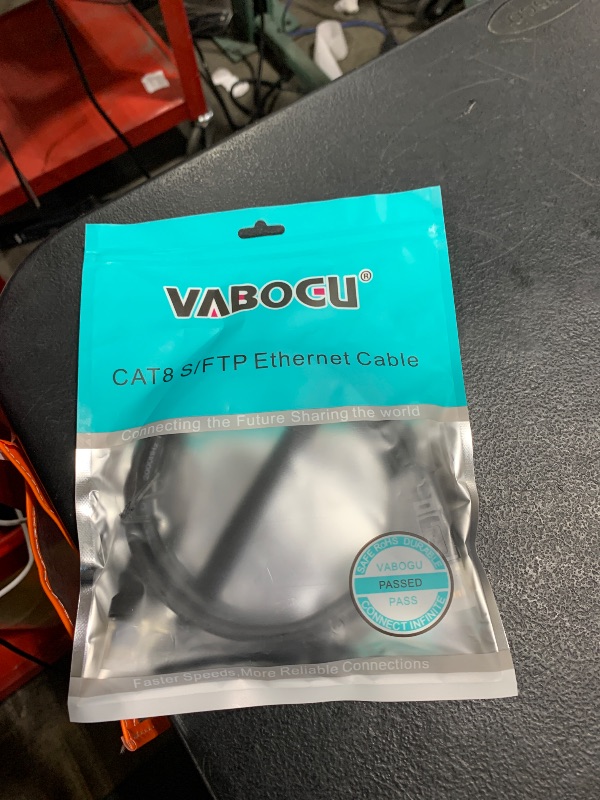 VABOGU®
CAT8 S/FTP Ethernet Cable
Connecting the Future Sharing the world
SAFE RoHS DURABLE
VABOGU
PASSED
PASS
CONNECT INFINITE
Faster Speeds, More Reliable Connections